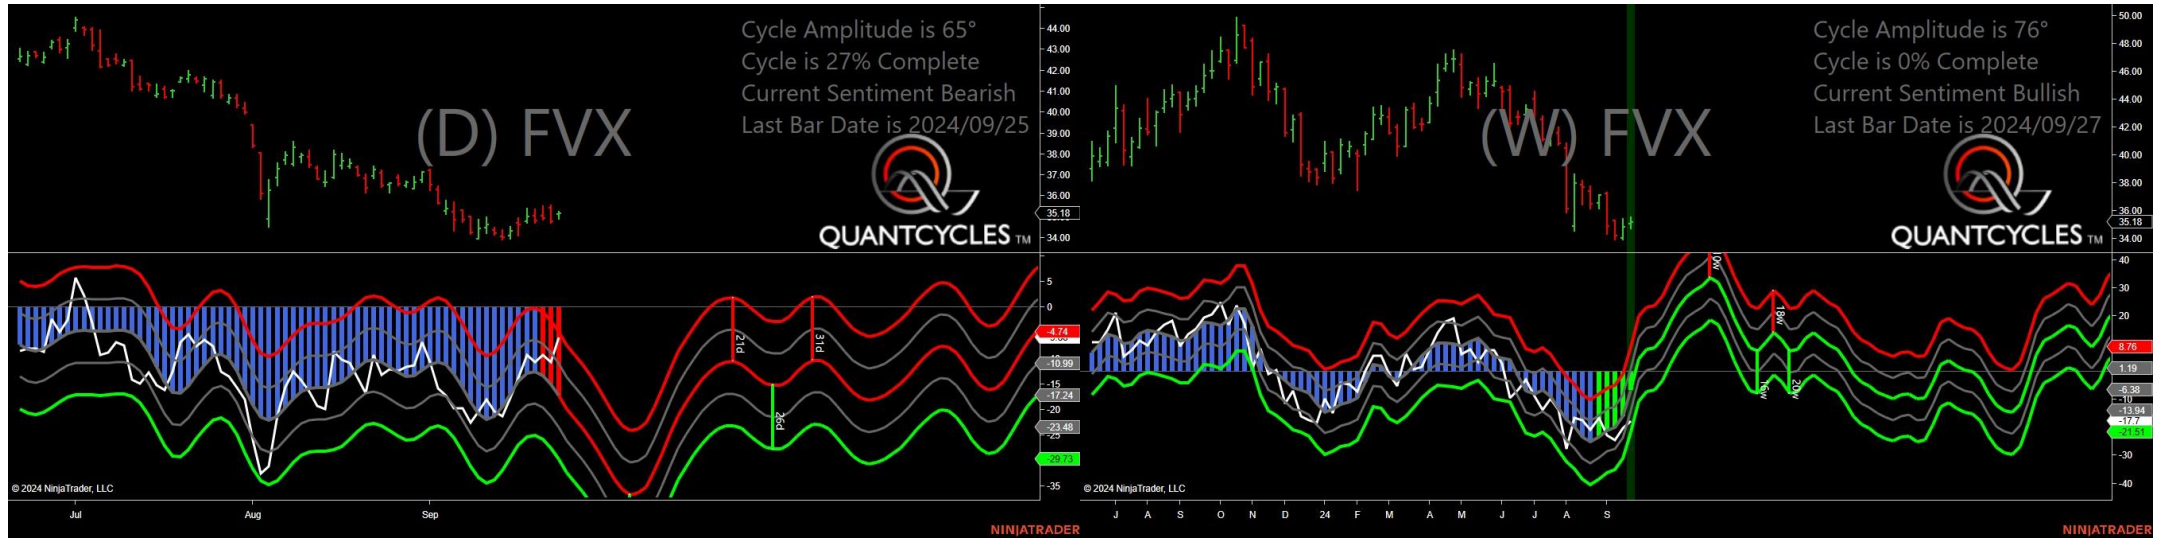 Cycle Amplitude is 65°
Cycle is 27% Complete
Current Sentiment Bearish
Last Bar Date is 2024/09/25
(D) FVX
QUANTCYCLES TM
44.00
43.00
42.00
41.00
40.00
39.00
38.00
37.00
36.00
35.18
34.00
5
0
-4.74
-10.99
-15
-17.24
-20
-23.48
-25
-29.73
-35
21d
31d
26d
© 2024 NinjaTrader, LLC
Jul
Aug
Sep
NINJATRADER
Cycle Amplitude is 76°
Cycle is 0% Complete
Current Sentiment Bullish
Last Bar Date is 2024/09/27
(W) FVX
QUANTCYCLES TM
50.00
48.00
46.00
44.00
42.00
40.00
38.00
36.00
35.18
34.00
40
30
20
8.76
1.19
-6.38
-10
-13.94
-17.7
-21.51
-30
-40
18w
16w
20w
© 2024 NinjaTrader, LLC
J A S O N D 24 F M A M J J A S
NINJATRADER